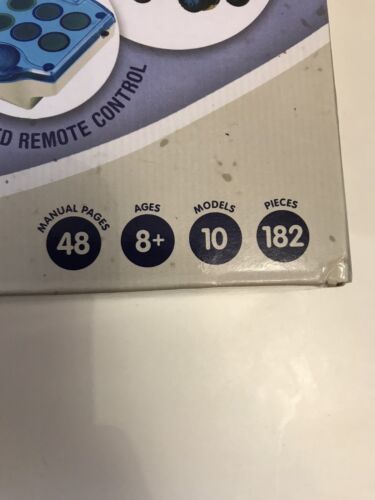 REMOTE CONTROL
MANUAL PAGES
48
AGES
8+
MODELS
10
PIECES
182